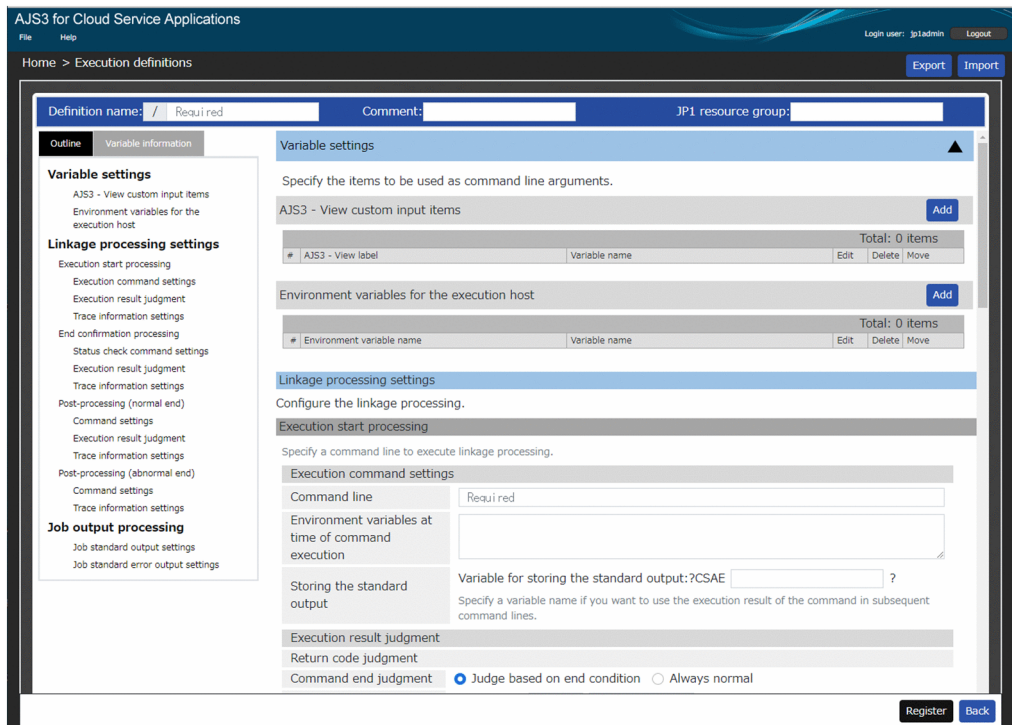 AJS3 for Cloud Service Applications
File Help
Login user: jp1admin Logout
Home > Execution definitions
Export Import
Definition name: / Required Comment: JP1 resource group:
Outline Variable information
Variable settings
AJS3 - View custom input items
Environment variables for the
execution host
Linkage processing settings
Execution start processing
Execution command settings
Execution result judgment
Trace information settings
End confirmation processing
Status check command settings
Execution result judgment
Trace information settings
Post-processing (normal end)
Command settings
Execution result judgment
Trace information settings
Post-processing (abnormal end)
Command settings
Trace information settings
Job output processing
Job standard output settings
Job standard error output settings
Variable settings ▲
Specify the items to be used as command line arguments.
AJS3 - View custom input items Add
Total: 0 items
# AJS3 - View label Variable name Edit Delete Move
Environment variables for the execution host Add
Total: 0 items
# Environment variable name Variable name Edit Delete Move
Linkage processing settings
Configure the linkage processing.
Execution start processing
Specify a command line to execute linkage processing.
Execution command settings
Command line Required
Environment variables at
time of command
execution
Storing the standard
output
Variable for storing the standard output:?CSAE ?
Specify a variable name if you want to use the execution result of the command in subsequent
command lines.
Execution result judgment
Return code judgment
Command end judgment Judge based on end condition Always normal
Register Back